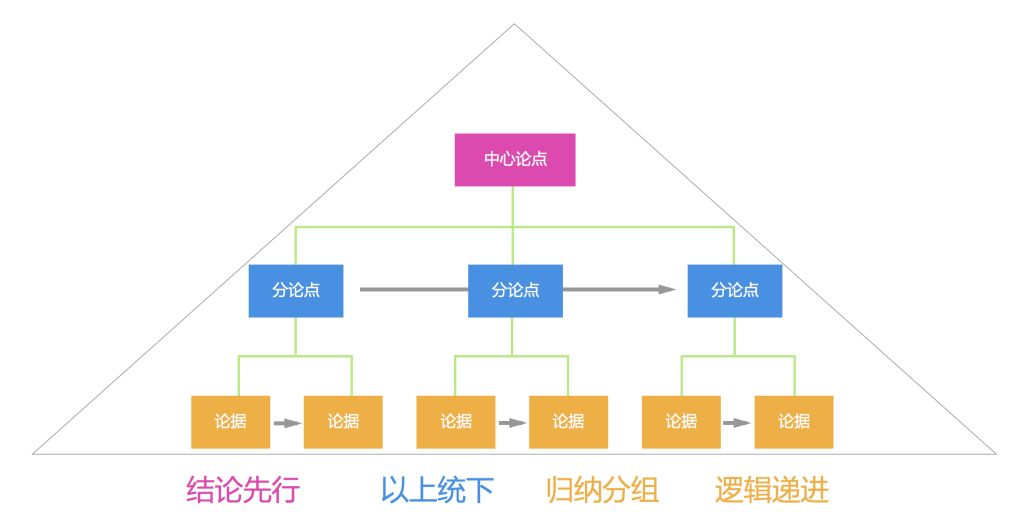 中心论点
分论点 分论点 分论点
论据 论据 论据 论据 论据 论据
结论先行 以上统下 归纳分组 逻辑递进